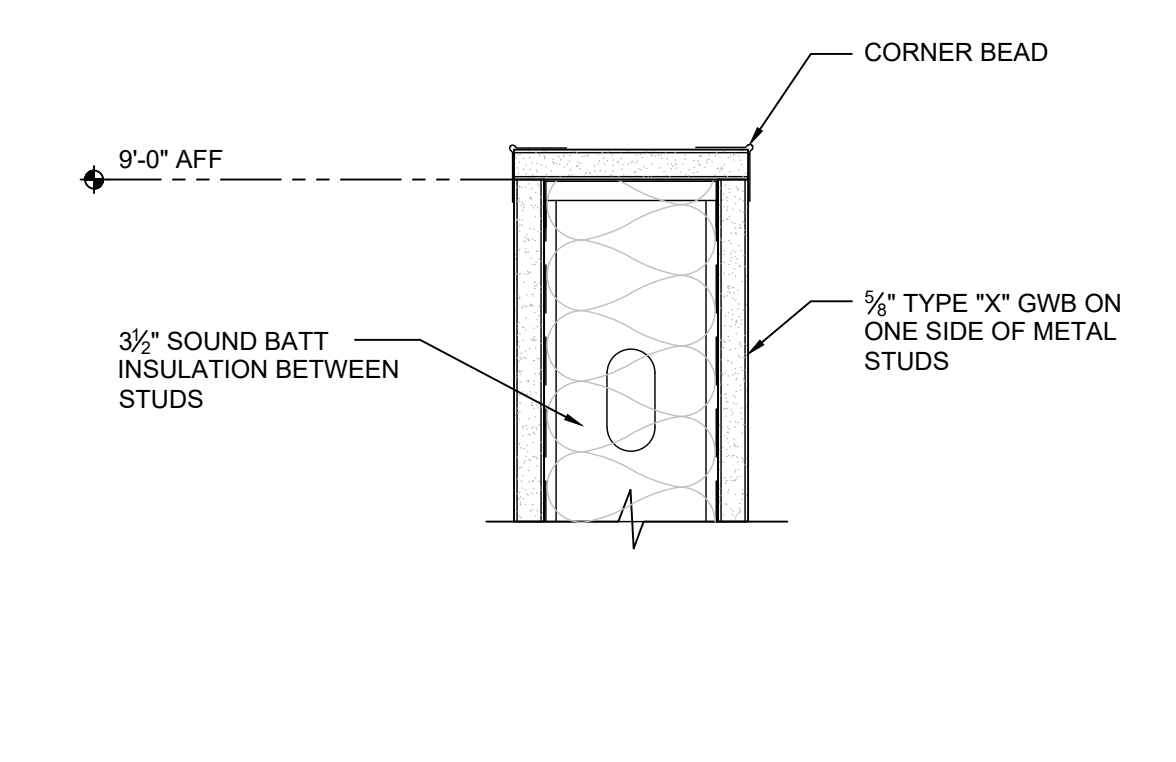 CORNER BEAD
9'-0" AFF
⅝" TYPE "X" GWB ON
ONE SIDE OF METAL
STUDS
3½" SOUND BATT
INSULATION BETWEEN
STUDS